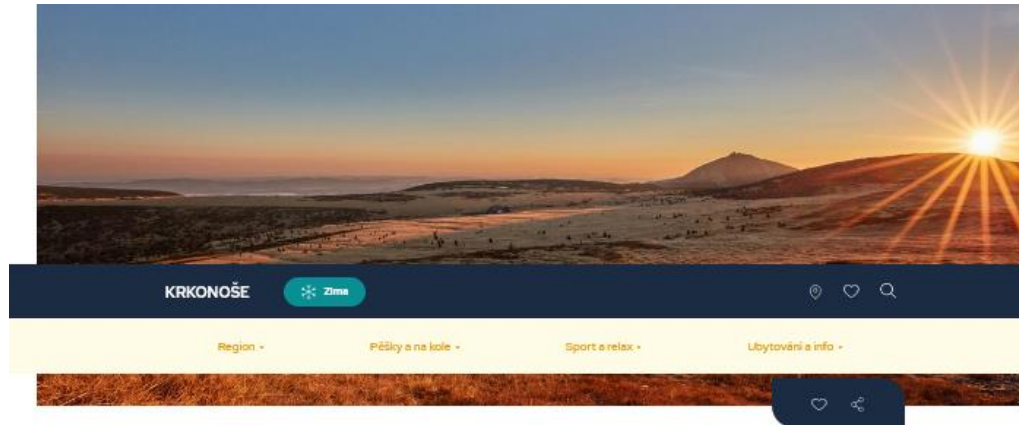 KRKONOŠE Zima
Region Pěšky a na kole Sport a relax Ubytování a info